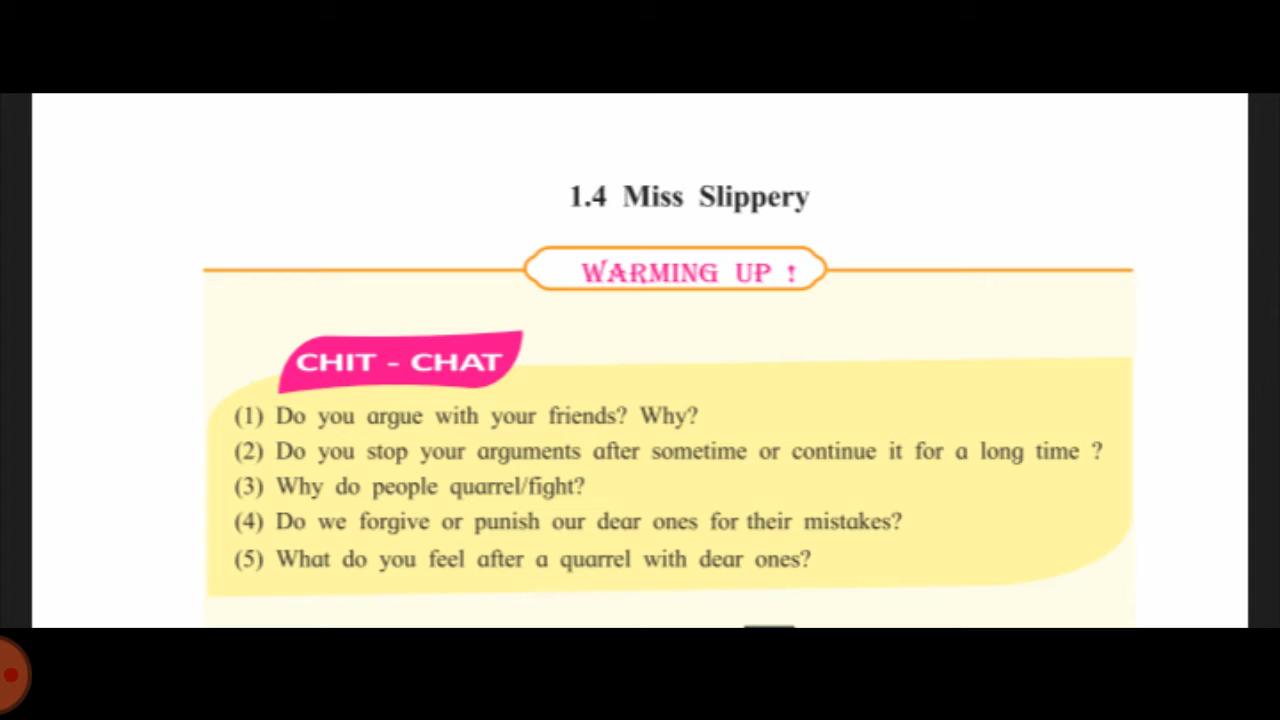 1.4 Miss Slippery
WARMING UP !
CHIT - CHAT
(1) Do you argue with your friends? Why?
(2) Do you stop your arguments after sometime or continue it for a long time ?
(3) Why do people quarrel/fight?
(4) Do we forgive or punish our dear ones for their mistakes?
(5) What do you feel after a quarrel with dear ones?